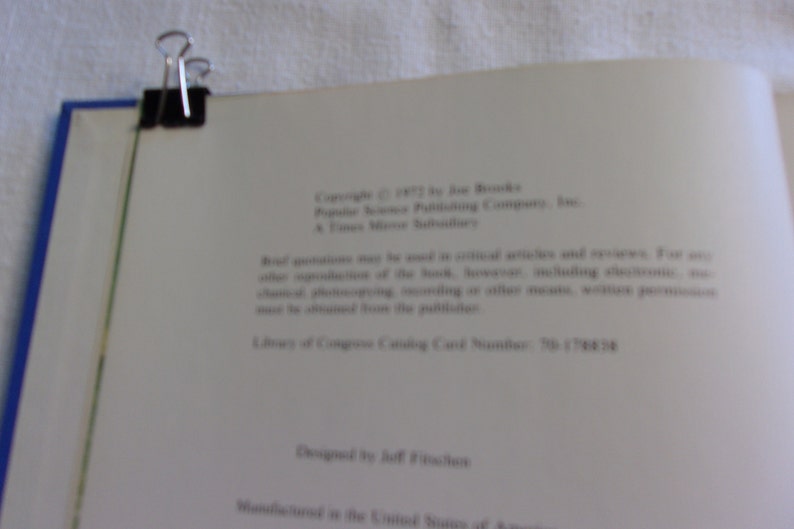 Copyright © 1972 by Joe Brooks
Popular Science Publishing Company, Inc.
A Times Mirror Subsidiary
Brief quotations may be used in critical articles and reviews. For any
other reproduction of the book, however, including electronic, me-
chanical, photocopying, recording or other means, written permission
must be obtained from the publisher.
Library of Congress Catalog Card Number: 70-178838
Designed by Jeff Fitschen
Manufactured in the United States of America